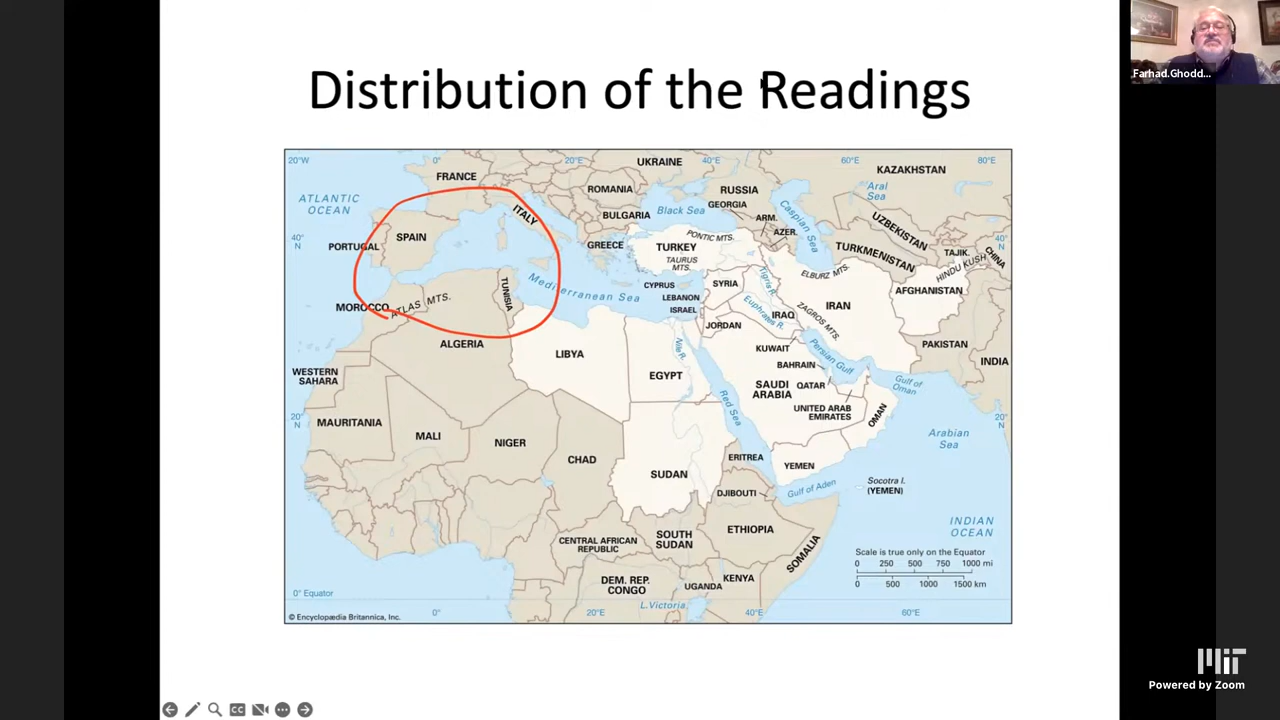 Distribution of the Readings
Farhad.Ghodd...
20°W
0°
20°E
40°E
60°E
80°E
UKRAINE
KAZAKHSTAN
FRANCE
ROMANIA
RUSSIA
Aral
Sea
ATLANTIC
OCEAN
GEORGIA
Black Sea
BULGARIA
ITALY
ARM.
AZER.
Caspian Sea
UZBEKISTAN
40°
N
PORTUGAL
SPAIN
GREECE
TURKEY
PONTIC MTS.
TAURUS
MTS.
TURKMENISTAN
TAJIK.
CHINA
40°
N
HINDU KUSH
ELBURZ MTS.
TUNISIA
Mediterranean Sea
CYPRUS
SYRIA
Tigris R.
LEBANON
ISRAEL
IRAQ
Euphrates R.
ZAGROS MTS.
IRAN
AFGHANISTAN
MOROCCO
ATLAS MTS.
JORDAN
ALGERIA
LIBYA
EGYPT
Nile R.
KUWAIT
BAHRAIN
Persian Gulf
PAKISTAN
INDIA
WESTERN
SAHARA
SAUDI
ARABIA
QATAR
Gulf of
Oman
UNITED ARAB
EMIRATES
OMAN
Red Sea
20°
N
20°
N
MAURITANIA
MALI
NIGER
CHAD
SUDAN
ERITREA
YEMEN
Arabian
Sea
DJIBOUTI
Gulf of Aden
Socotra I.
(YEMEN)
ETHIOPIA
SOMALIA
INDIAN
OCEAN
CENTRAL AFRICAN
REPUBLIC
SOUTH
SUDAN
Scale is true only on the Equator
0 250 500 750 1000 mi
0 500 1000 1500 km
DEM. REP.
CONGO
UGANDA
KENYA
L.Victoria
0° Equator
0°
20°E
40°E
60°E
© Encyclopædia Britannica, Inc.
CC
MIT
Powered by Zoom